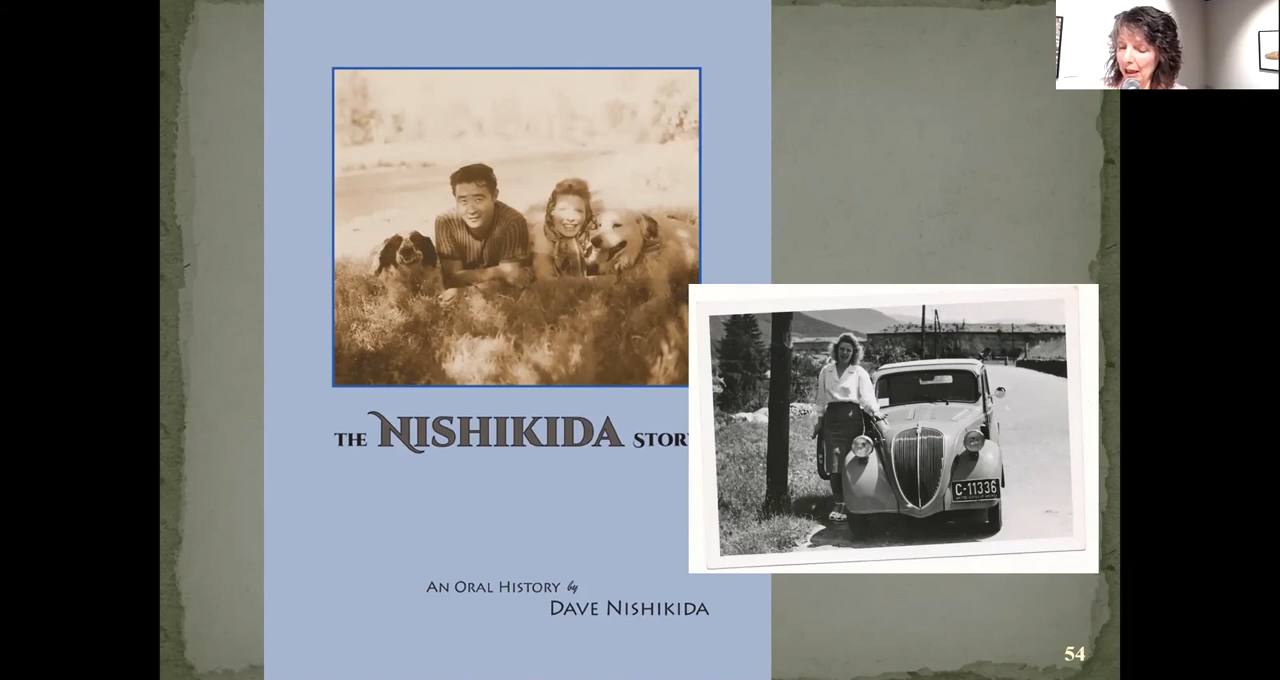 THE NISHIKIDA STOR
AN ORAL HISTORY by
DAVE NISHIKIDA
C-11336
54